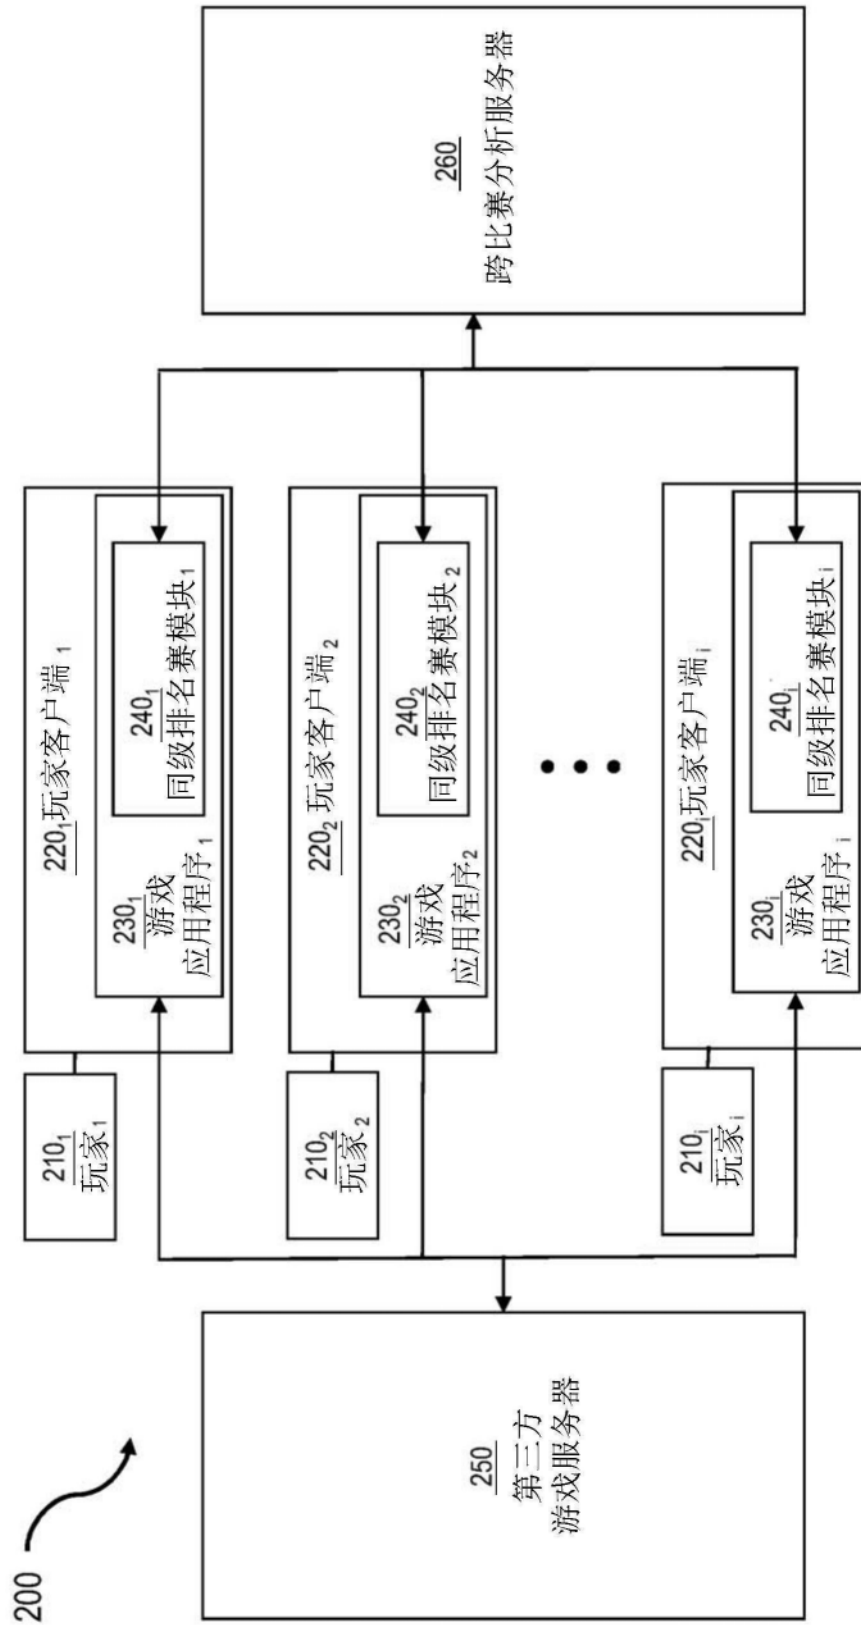 200
210₁
玩家₁
220₁玩家客户端₁
230₁
游戏
应用程序₁
240₁
同级排名赛模块₁
210₂
玩家₂
220₂玩家客户端₂
230₂
游戏
应用程序₂
240₂
同级排名赛模块₂
210ᵢ
玩家ᵢ
220ᵢ玩家客户端ᵢ
230ᵢ
游戏
应用程序ᵢ
240ᵢ
同级排名赛模块ᵢ
250
第三方
游戏服务器
260
跨比赛分析服务器